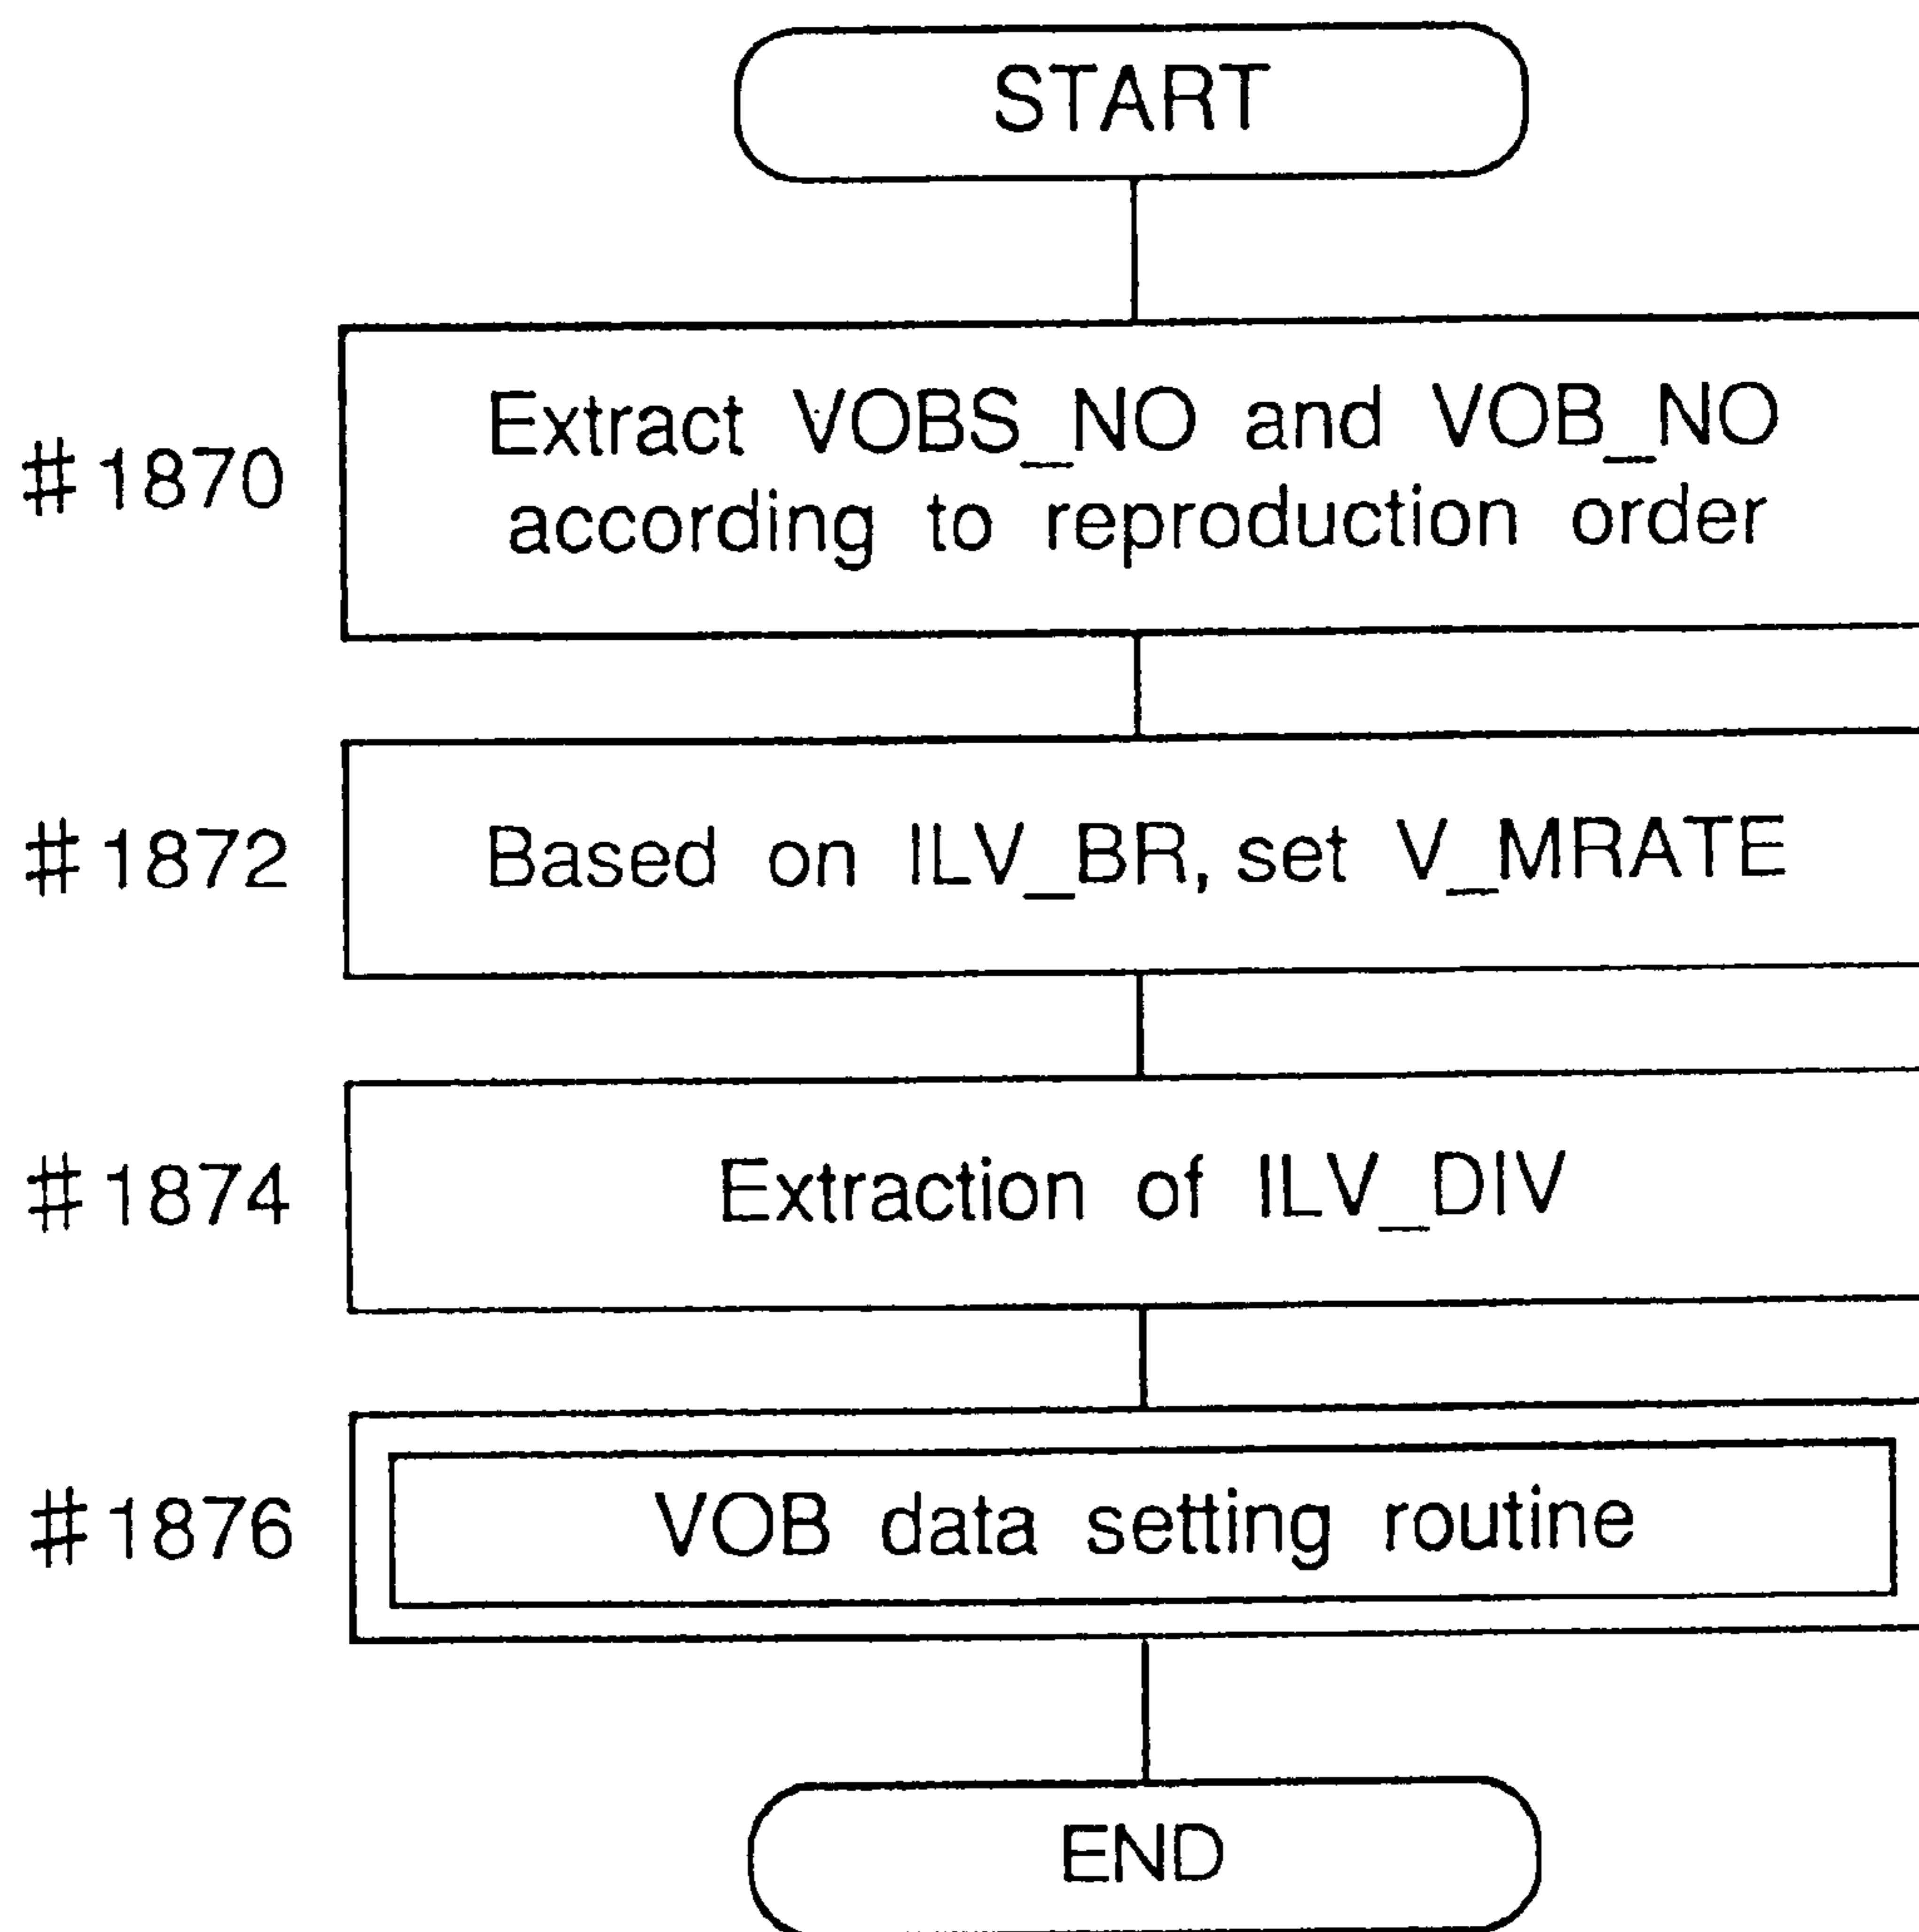 START
#1870
Extract VOBS_NO and VOB_NO
according to reproduction order
#1872
Based on ILV_BR, set V_MRATE
#1874
Extraction of ILV_DIV
#1876
VOB data setting routine
END